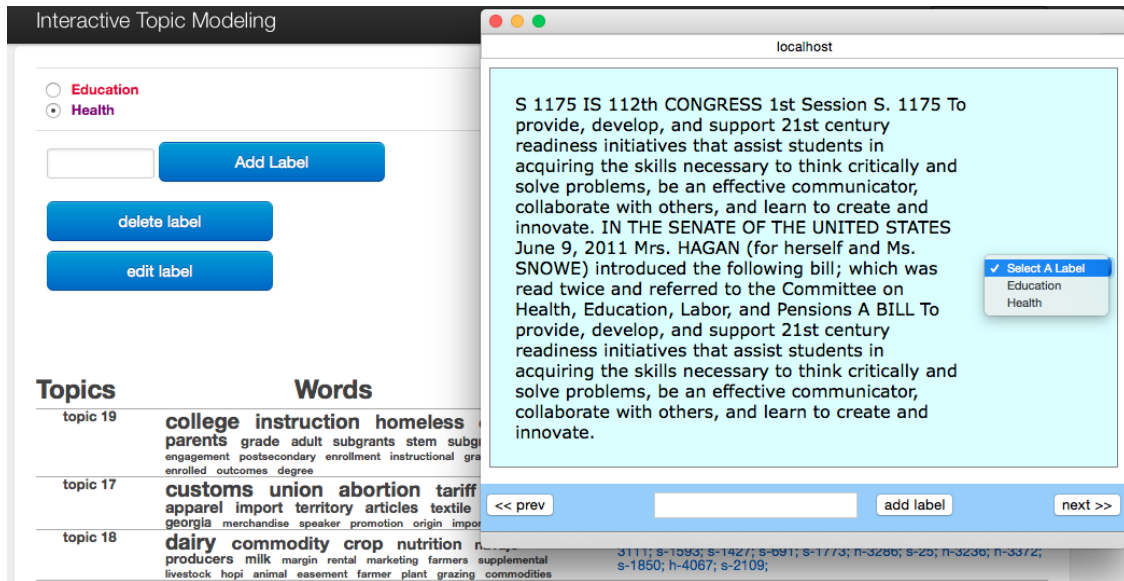 Interactive Topic Modeling
Education
Health
Add Label
delete label
edit label
Topics
Words
topic 19
college instruction homeless
parents grade adult subgrants stem
engagement postsecondary enrollment instructional
enrolled outcomes degree
topic 17
customs union abortion tariff
apparel import territory articles textile
georgia merchandise speaker promotion origin
topic 18
dairy commodity crop nutrition
producers milk margin rental marketing farmers supplemental
livestock hopi animal easement farmer plant grazing commodities
localhost
S 1175 IS 112th CONGRESS 1st Session S. 1175 To
provide, develop, and support 21st century
readiness initiatives that assist students in
acquiring the skills necessary to think critically and
solve problems, be an effective communicator,
collaborate with others, and learn to create and
innovate. IN THE SENATE OF THE UNITED STATES
June 9, 2011 Mrs. HAGAN (for herself and Ms.
SNOWE) introduced the following bill; which was
read twice and referred to the Committee on
Health, Education, Labor, and Pensions A BILL To
provide, develop, and support 21st century
readiness initiatives that assist students in
acquiring the skills necessary to think critically and
solve problems, be an effective communicator,
collaborate with others, and learn to create and
innovate.
✓ Select A Label
Education
Health
<< prev
add label
next >>
3111; s-1593; s-1427; s-691; s-1773; h-3286; s-25; h-3236; h-3372;
s-1850; h-4067; s-2109;